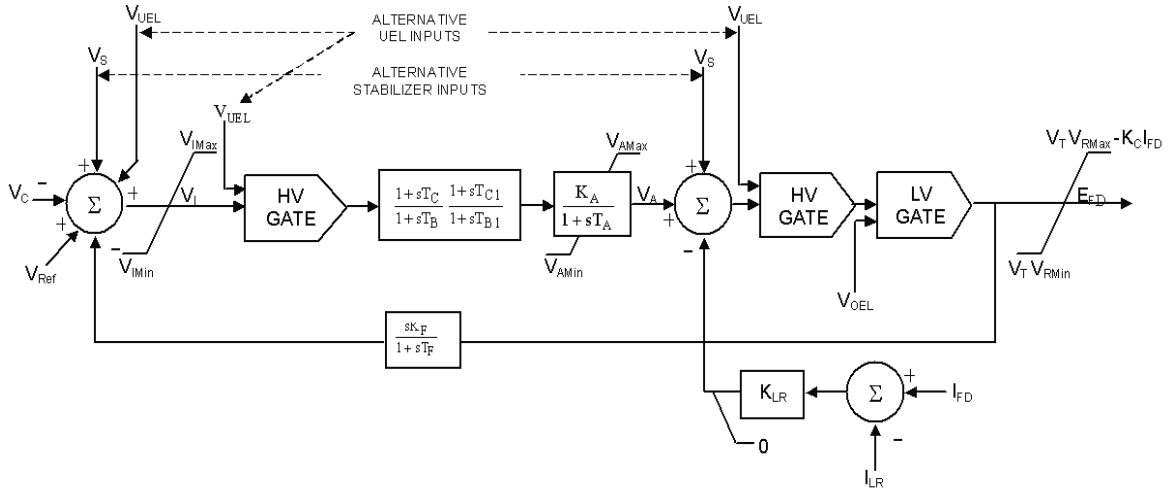 V_UEL
ALTERNATIVE
UEL INPUTS
V_UEL
V_S
ALTERNATIVE
STABILIZER INPUTS
V_S
V_UEL
V_IMax
V_AMax
V_T V_RMax - K_C I_FD
V_C
−
+
+
+
Σ
V_I
HV
GATE
1 + sT_C
1 + sT_B
1 + sT_C1
1 + sT_B1
K_A
1 + sT_A
V_A
+
+
Σ
−
HV
GATE
LV
GATE
E_FD
V_Ref
−
V_IMin
V_AMin
V_OEL
V_T V_RMin
sK_F
1 + sT_F
K_LR
Σ
+
I_FD
−
0
I_LR